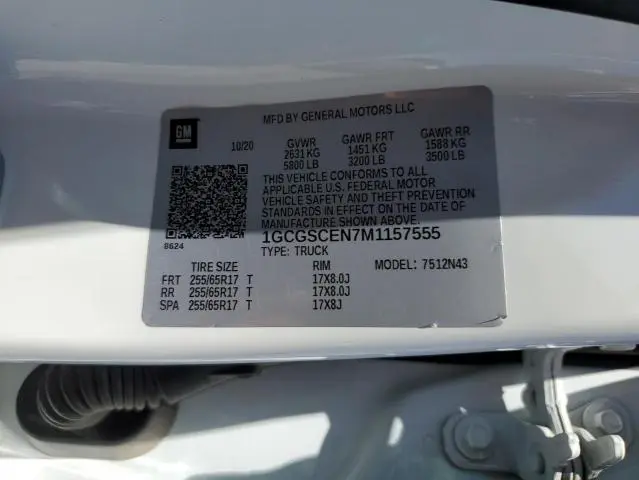 MFD BY GENERAL MOTORS LLC
GM
10/20 GVWR GAWR FRT GAWR RR
2631 KG 1451 KG 1588 KG
5800 LB 3200 LB 3500 LB
THIS VEHICLE CONFORMS TO ALL
APPLICABLE U.S. FEDERAL MOTOR
VEHICLE SAFETY AND THEFT PREVENTION
STANDARDS IN EFFECT ON THE DATE OF
MANUFACTURE SHOWN ABOVE.
8624
1GCGSCEN7M1157555
TYPE: TRUCK
TIRE SIZE RIM MODEL: 7512N43
FRT 255/65R17 T 17X8.0J
RR 255/65R17 T 17X8.0J
SPA 255/65R17 T 17X8J